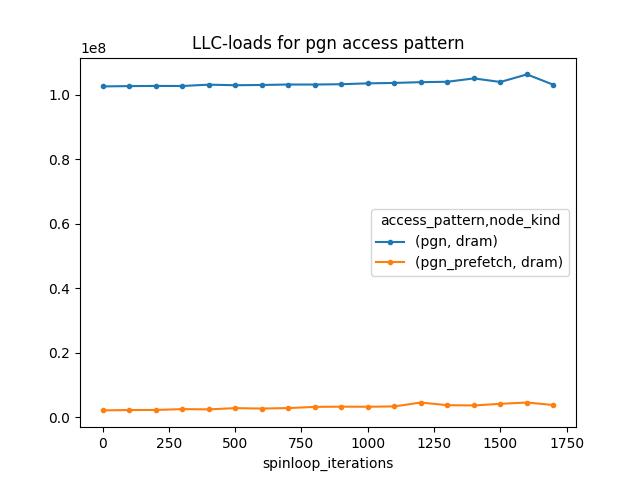 LLC-loads for pgn access pattern
1e8
1.0
0.8
0.6
0.4
0.2
0.0
access_pattern,node_kind
(pgn, dram)
(pgn_prefetch, dram)
0 250 500 750 1000 1250 1500 1750
spinloop_iterations